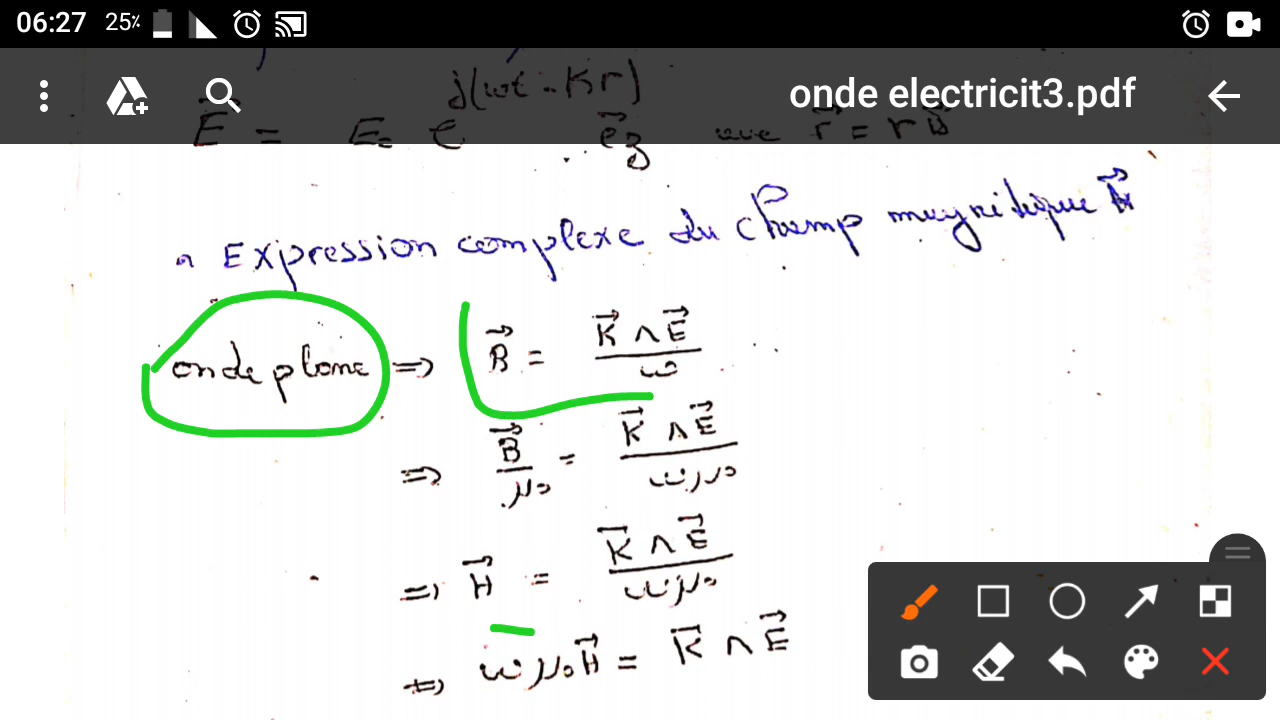 06:27 25%
onde electricit3.pdf
j(ωt - Kr)
E⃗ = E₀ e e⃗z avec r⃗ = r u⃗
Expression complexe du champ magnétique H⃗
onde plane => B⃗ = K⃗ ∧ E⃗ / ω
=> B⃗ / μ₀ = K⃗ ∧ E⃗ / ωμ₀
=> H⃗ = K⃗ ∧ E⃗ / ωμ₀
=> ωμ₀H⃗ = K⃗ ∧ E⃗